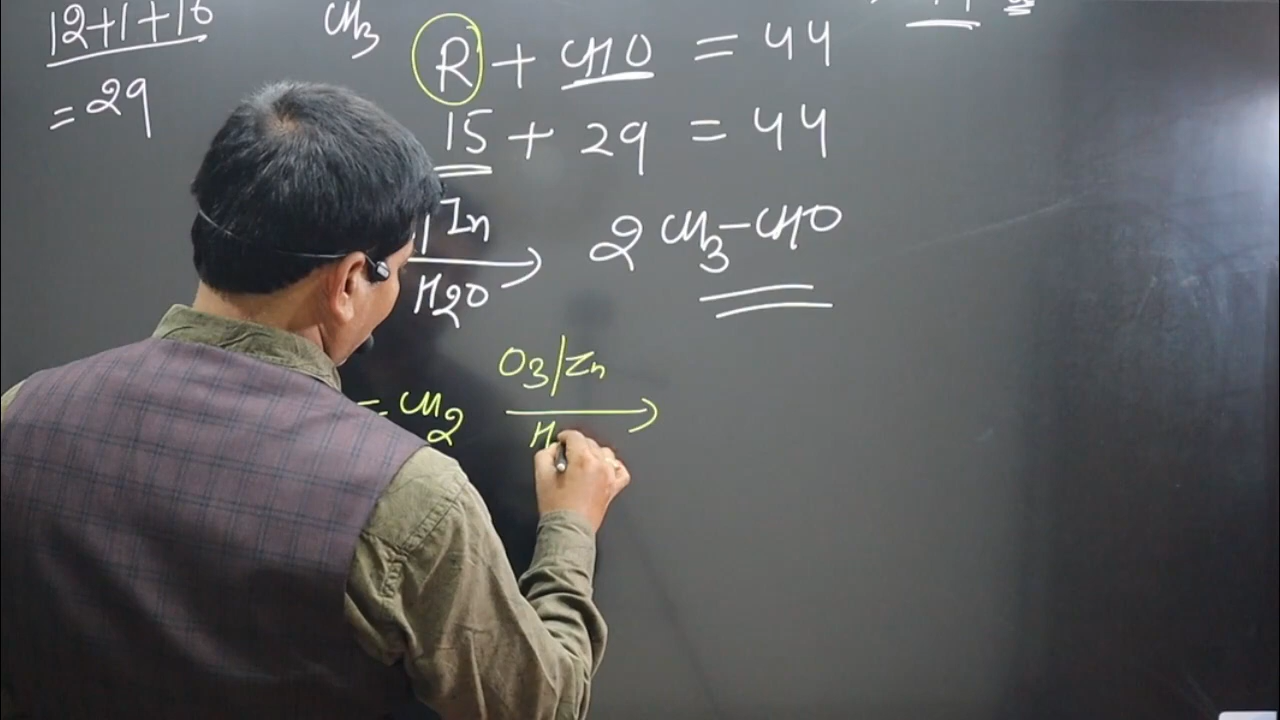 12+1+16
= 29
CH3
R + CHO = 44
15 + 29 = 44
Zn
H2O
2 CH3-CHO
= CH2
O3/Zn
H